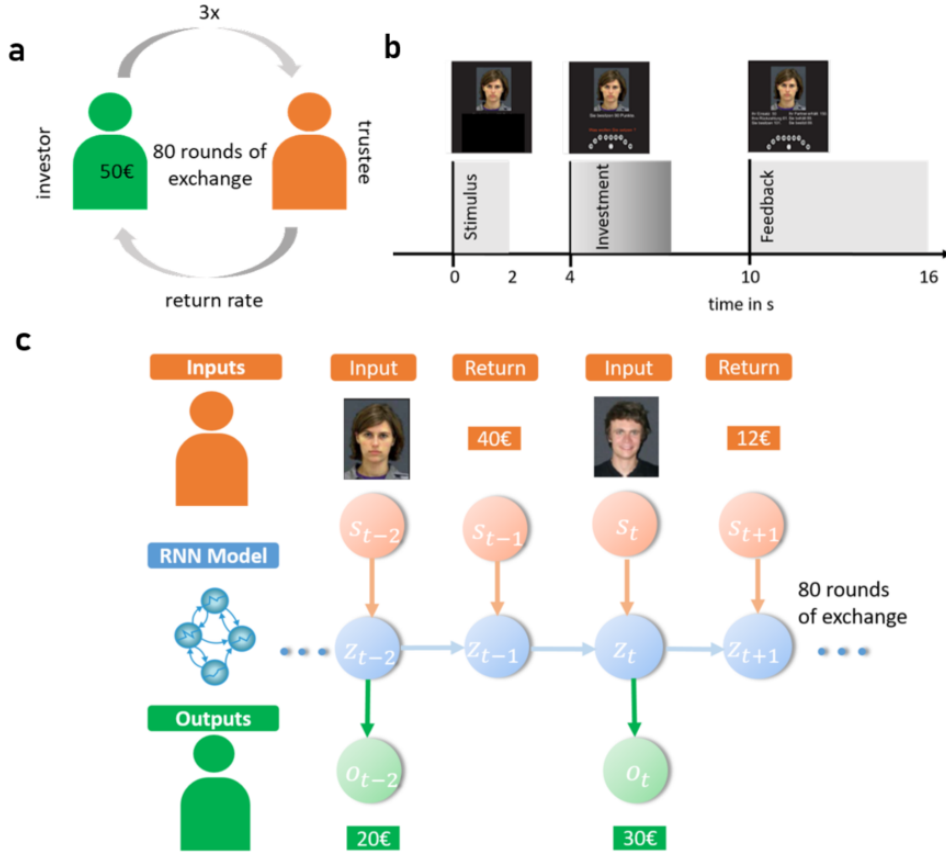 a
3x
investor
50€
80 rounds of
exchange
trustee
return rate
b
Stimulus
Investment
Feedback
0
2
4
10
16
time in s
c
Inputs
Input
Return
Input
Return
40€
12€
s_{t-2}
s_{t-1}
s_t
s_{t+1}
RNN Model
80 rounds
of exchange
z_{t-2}
z_{t-1}
z_t
z_{t+1}
Outputs
o_{t-2}
o_t
20€
30€